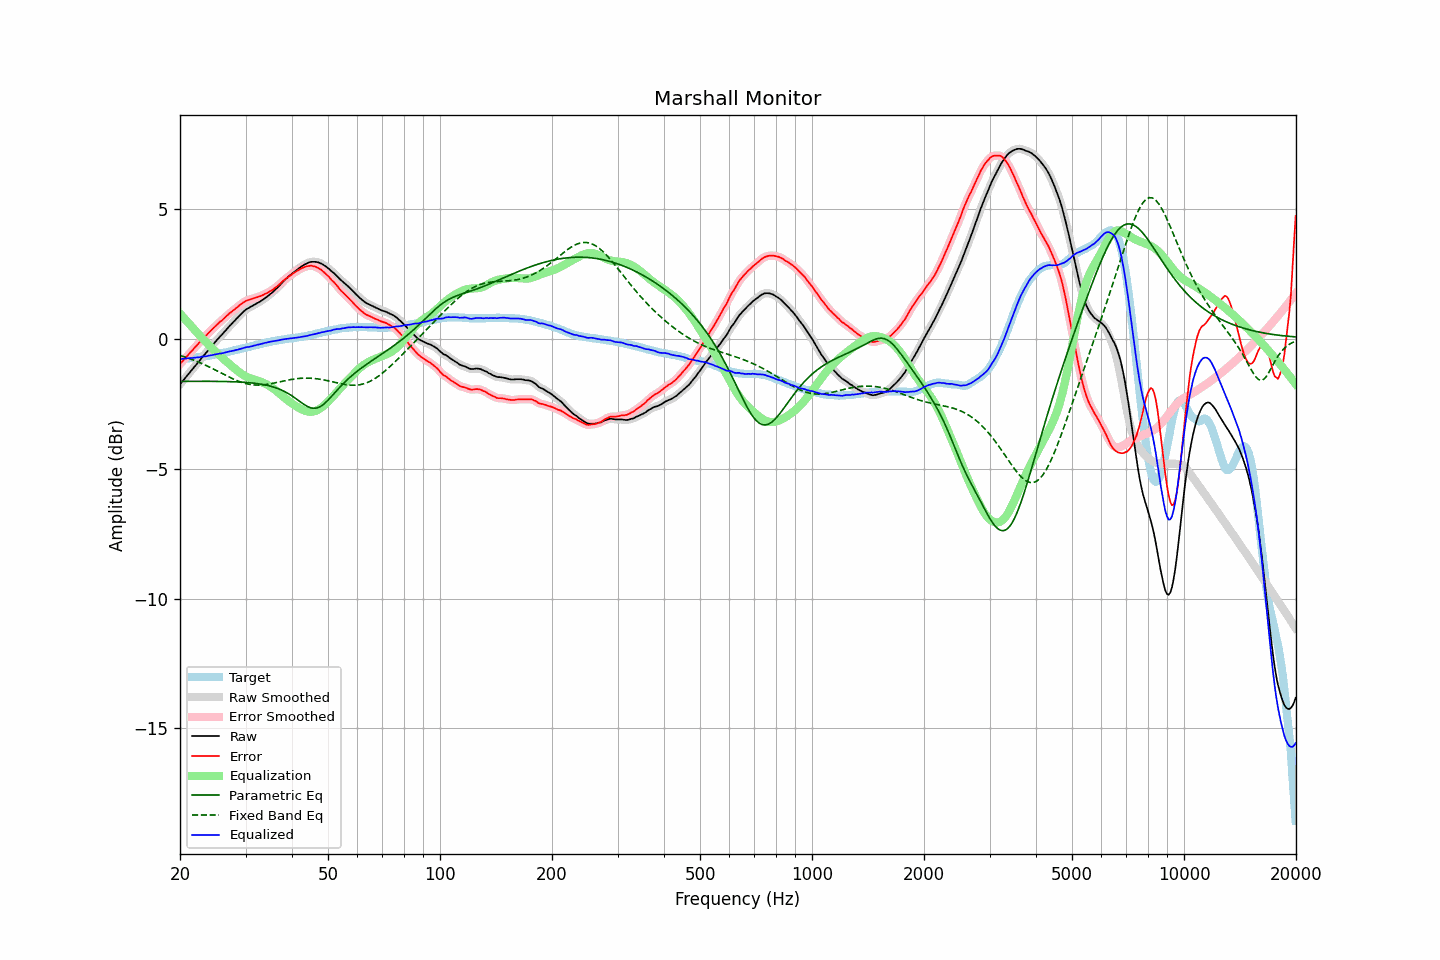 Marshall Monitor
Amplitude (dBr)
5
0
−5
−10
−15
Target
Raw Smoothed
Error Smoothed
Raw
Error
Equalization
Parametric Eq
Fixed Band Eq
Equalized
20 50 100 200 500 1000 2000 5000 10000 20000
Frequency (Hz)